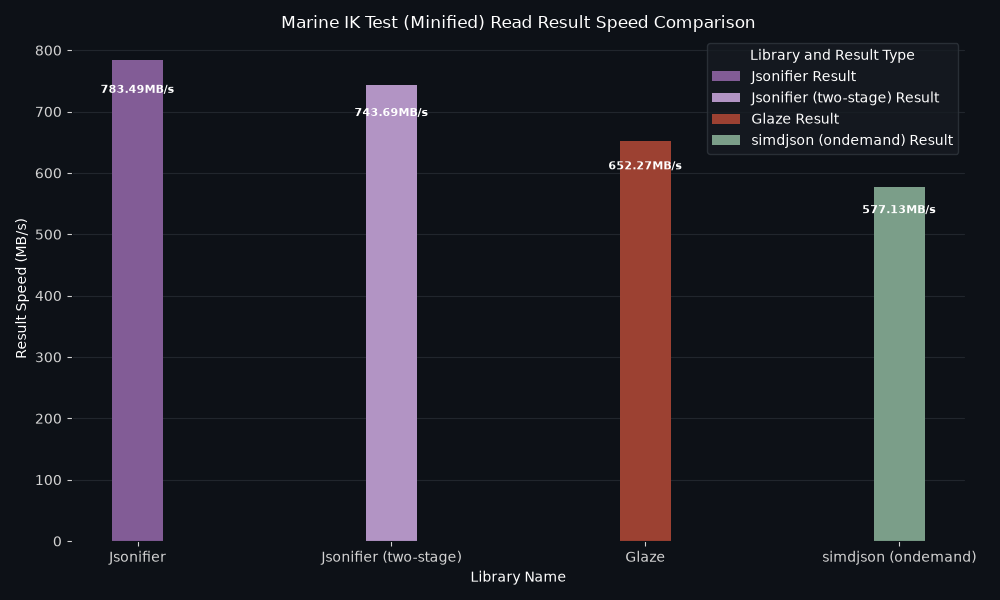 Marine IK Test (Minified) Read Result Speed Comparison
Library and Result Type
Jsonifier Result
Jsonifier (two-stage) Result
Glaze Result
simdjson (ondemand) Result
Result Speed (MB/s)
800
700
600
500
400
300
200
100
0
783.49MB/s
743.69MB/s
652.27MB/s
577.13MB/s
Jsonifier
Jsonifier (two-stage)
Glaze
simdjson (ondemand)
Library Name